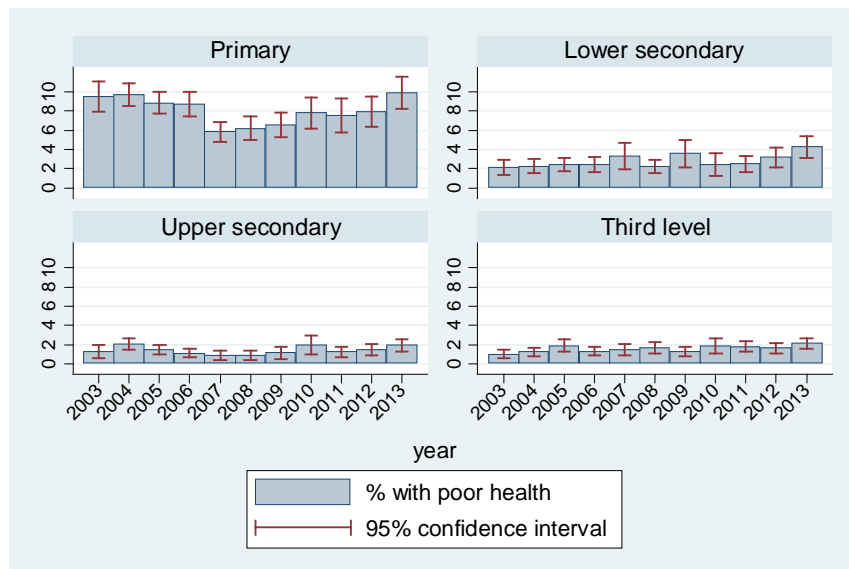 Primary
Lower secondary
0 2 4 6 8 10
0 2 4 6 8 10
Upper secondary
Third level
0 2 4 6 8 10
0 2 4 6 8 10
2003 2004 2005 2006 2007 2008 2009 2010 2011 2012 2013
2003 2004 2005 2006 2007 2008 2009 2010 2011 2012 2013
year
% with poor health
95% confidence interval